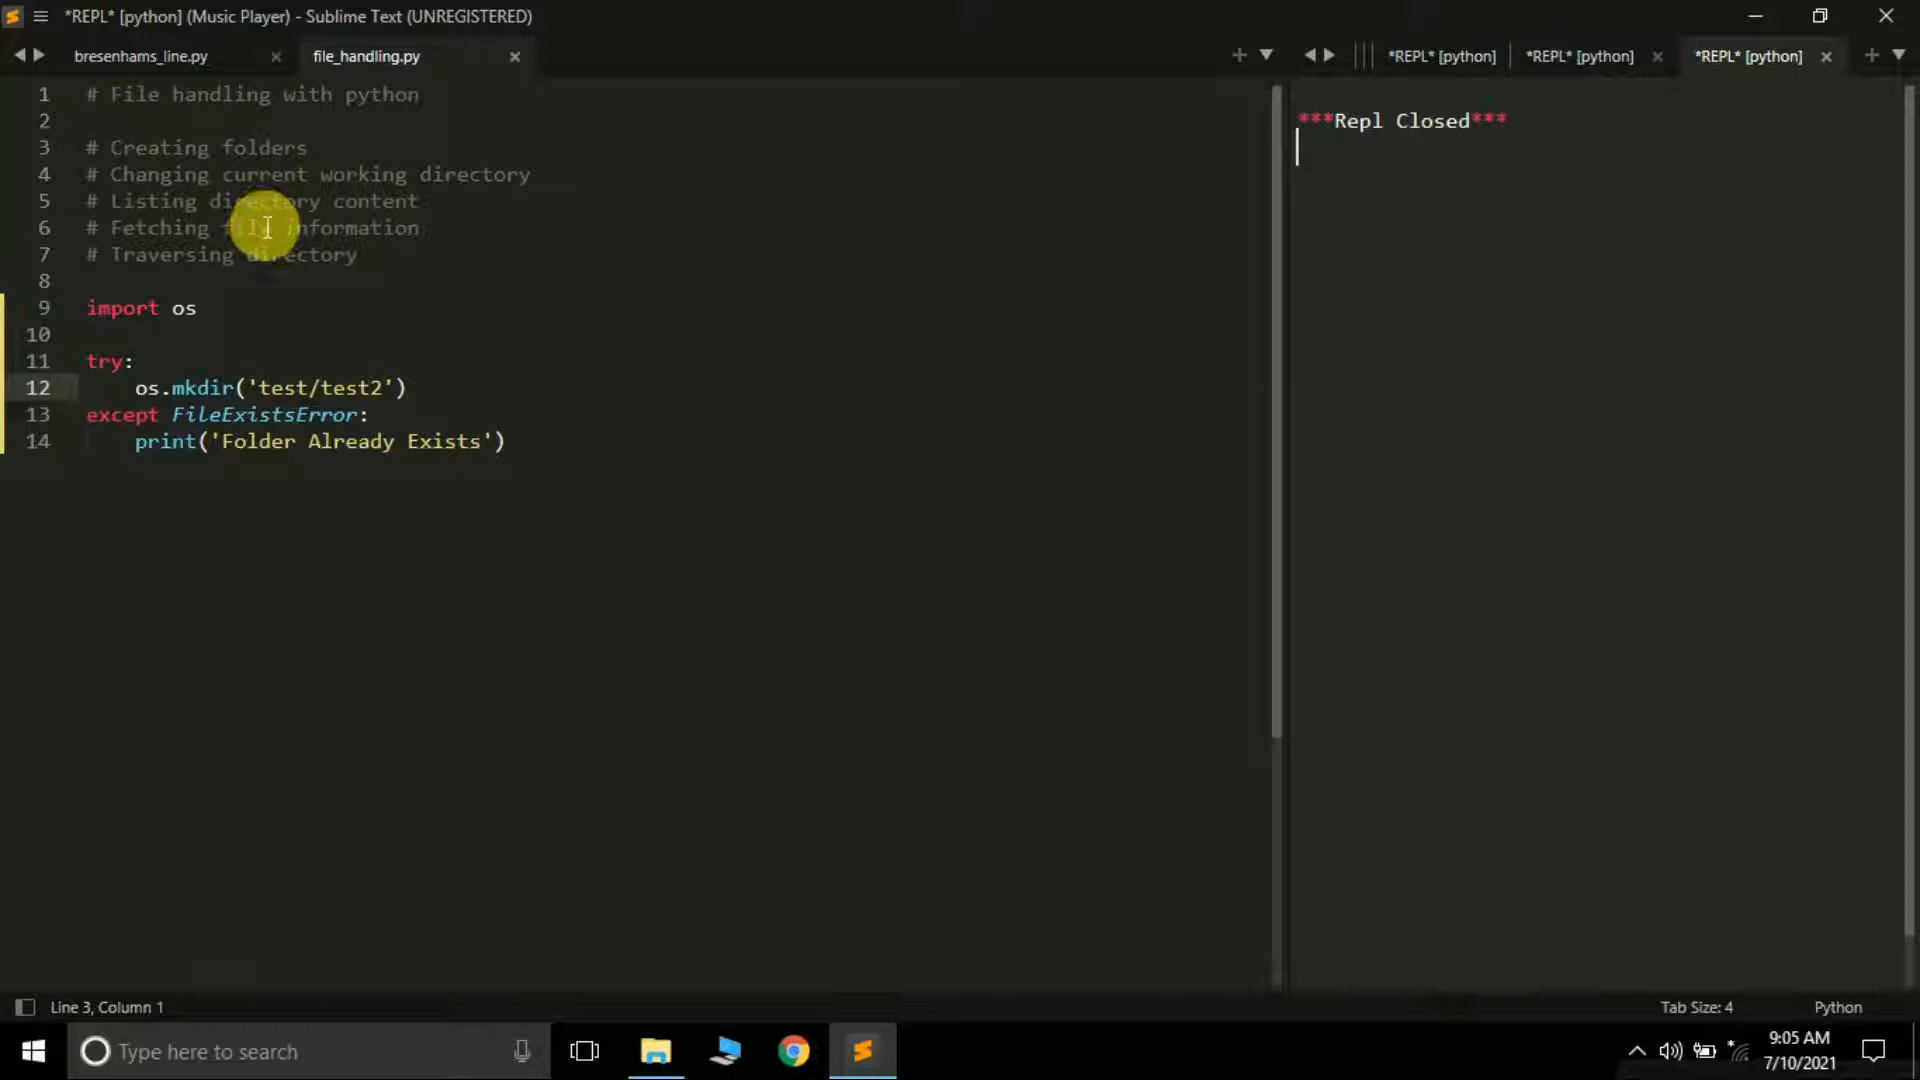 *REPL* [python] (Music Player) - Sublime Text (UNREGISTERED)
bresenhams_line.py
file_handling.py
*REPL* [python]
*REPL* [python]
*REPL* [python]
1 # File handling with python
2
3 # Creating folders
4 # Changing current working directory
5 # Listing directory content
6 # Fetching file information
7 # Traversing directory
8
9 import os
10
11 try:
12 os.mkdir('test/test2')
13 except FileExistsError:
14 print('Folder Already Exists')
***Repl Closed***
Line 3, Column 1
Tab Size: 4
Python
Type here to search
9:05 AM
7/10/2021